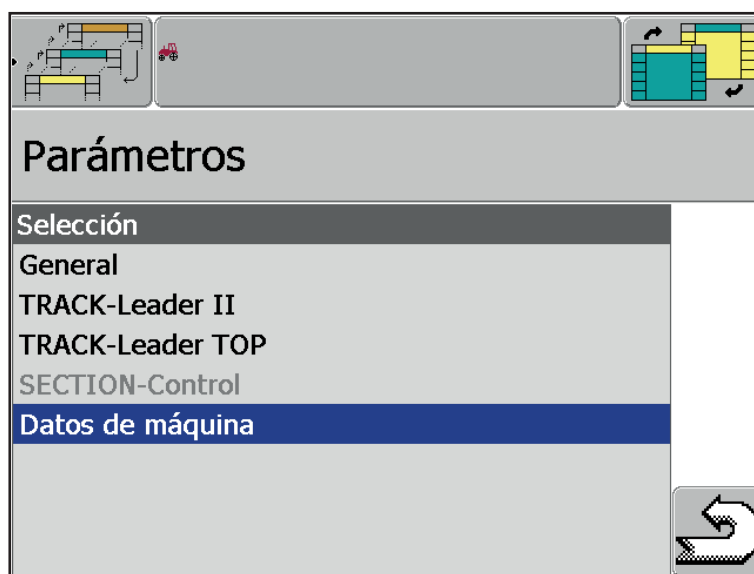 Parámetros
Selección
General
TRACK-Leader II
TRACK-Leader TOP
SECTION-Control
Datos de máquina